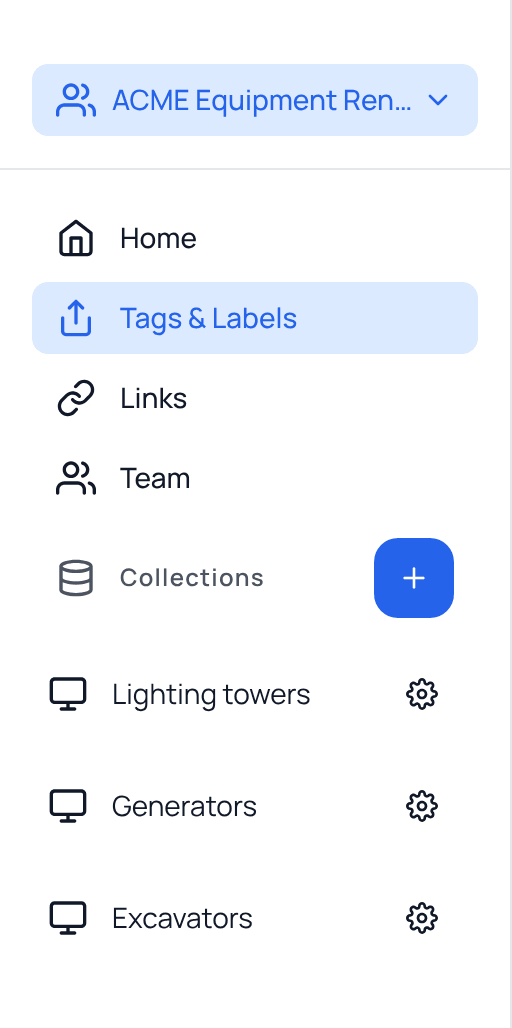 ACME Equipment Ren...
Home
Tags & Labels
Links
Team
Collections
Lighting towers
Generators
Excavators